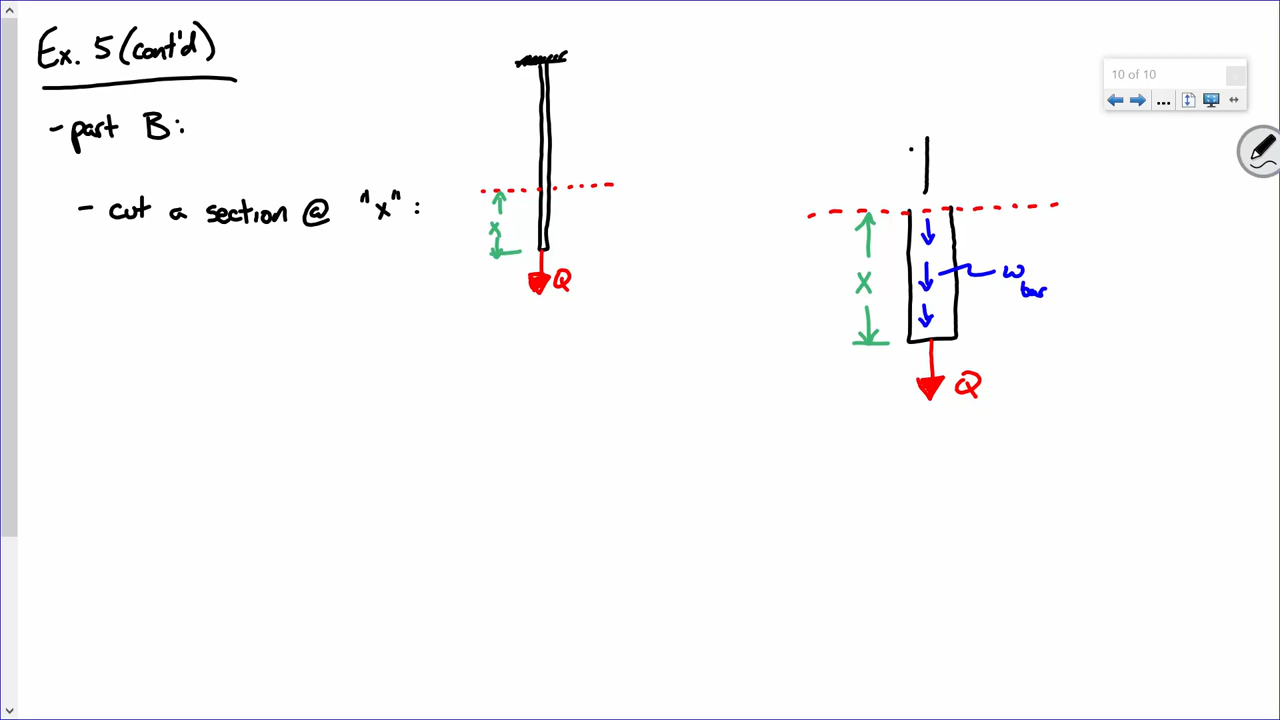 Ex. 5 (cont'd)
- part B:
- cut a section @ "x" :
x
Q
10 of 10
x
w bar
Q